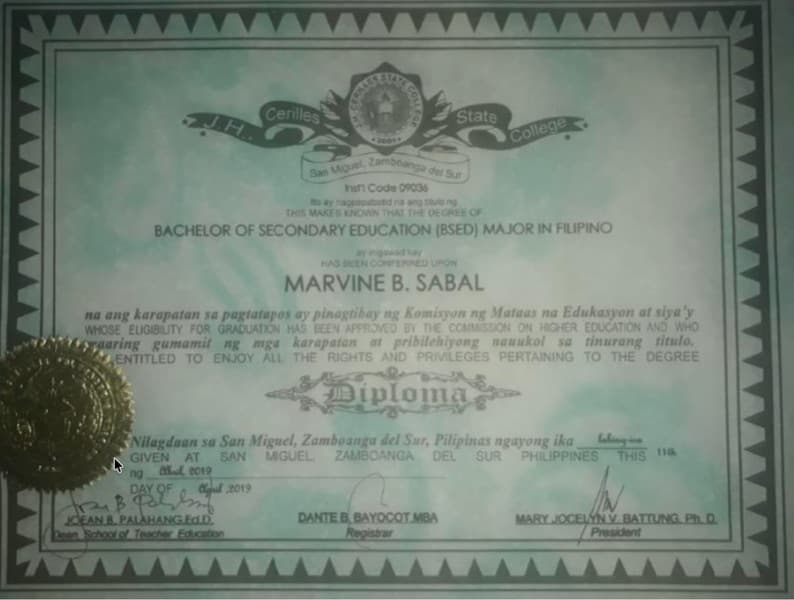 J.H. Cerilles State College
J.H. CERILLES STATE COLLEGE
San Miguel, Zamboanga del Sur
Inst'l Code 09036
Ito ay nagpapabatid na ang titulo ng
THIS MAKES KNOWN THAT THE DEGREE OF
BACHELOR OF SECONDARY EDUCATION (BSED) MAJOR IN FILIPINO
ay inigawad kay
HAS BEEN CONFERRED UPON
MARVINE B. SABAL
na ang karapatan sa pagtatapos ay pinagtibay ng Komisyon ng Mataas na Edukasyon at siya'y
WHOSE ELIGIBILITY FOR GRADUATION HAS BEEN APPROVED BY THE COMMISSION ON HIGHER EDUCATION AND WHO
gumamit ng mga karapatan at pribilehiyong nauukol sa tinurang titulo.
ENTITLED TO ENJOY ALL THE RIGHTS AND PRIVILEGES PERTAINING TO THE DEGREE
Diploma
Nilagdaan sa San Miguel, Zamboanga del Sur, Pilipinas ngayong ika
GIVEN AT SAN MIGUEL, ZAMBOANGA DEL SUR PHILIPPINES THIS 11th
ng Abril, 2019
DAY OF April, 2019
JOEAN B. PALAHANG,Ed.D. DANTE B. BAYOCOT,MBA MARY JOCELYN V. BATTUNG, Ph. D.
Dean, School of Teacher Education Registrar President